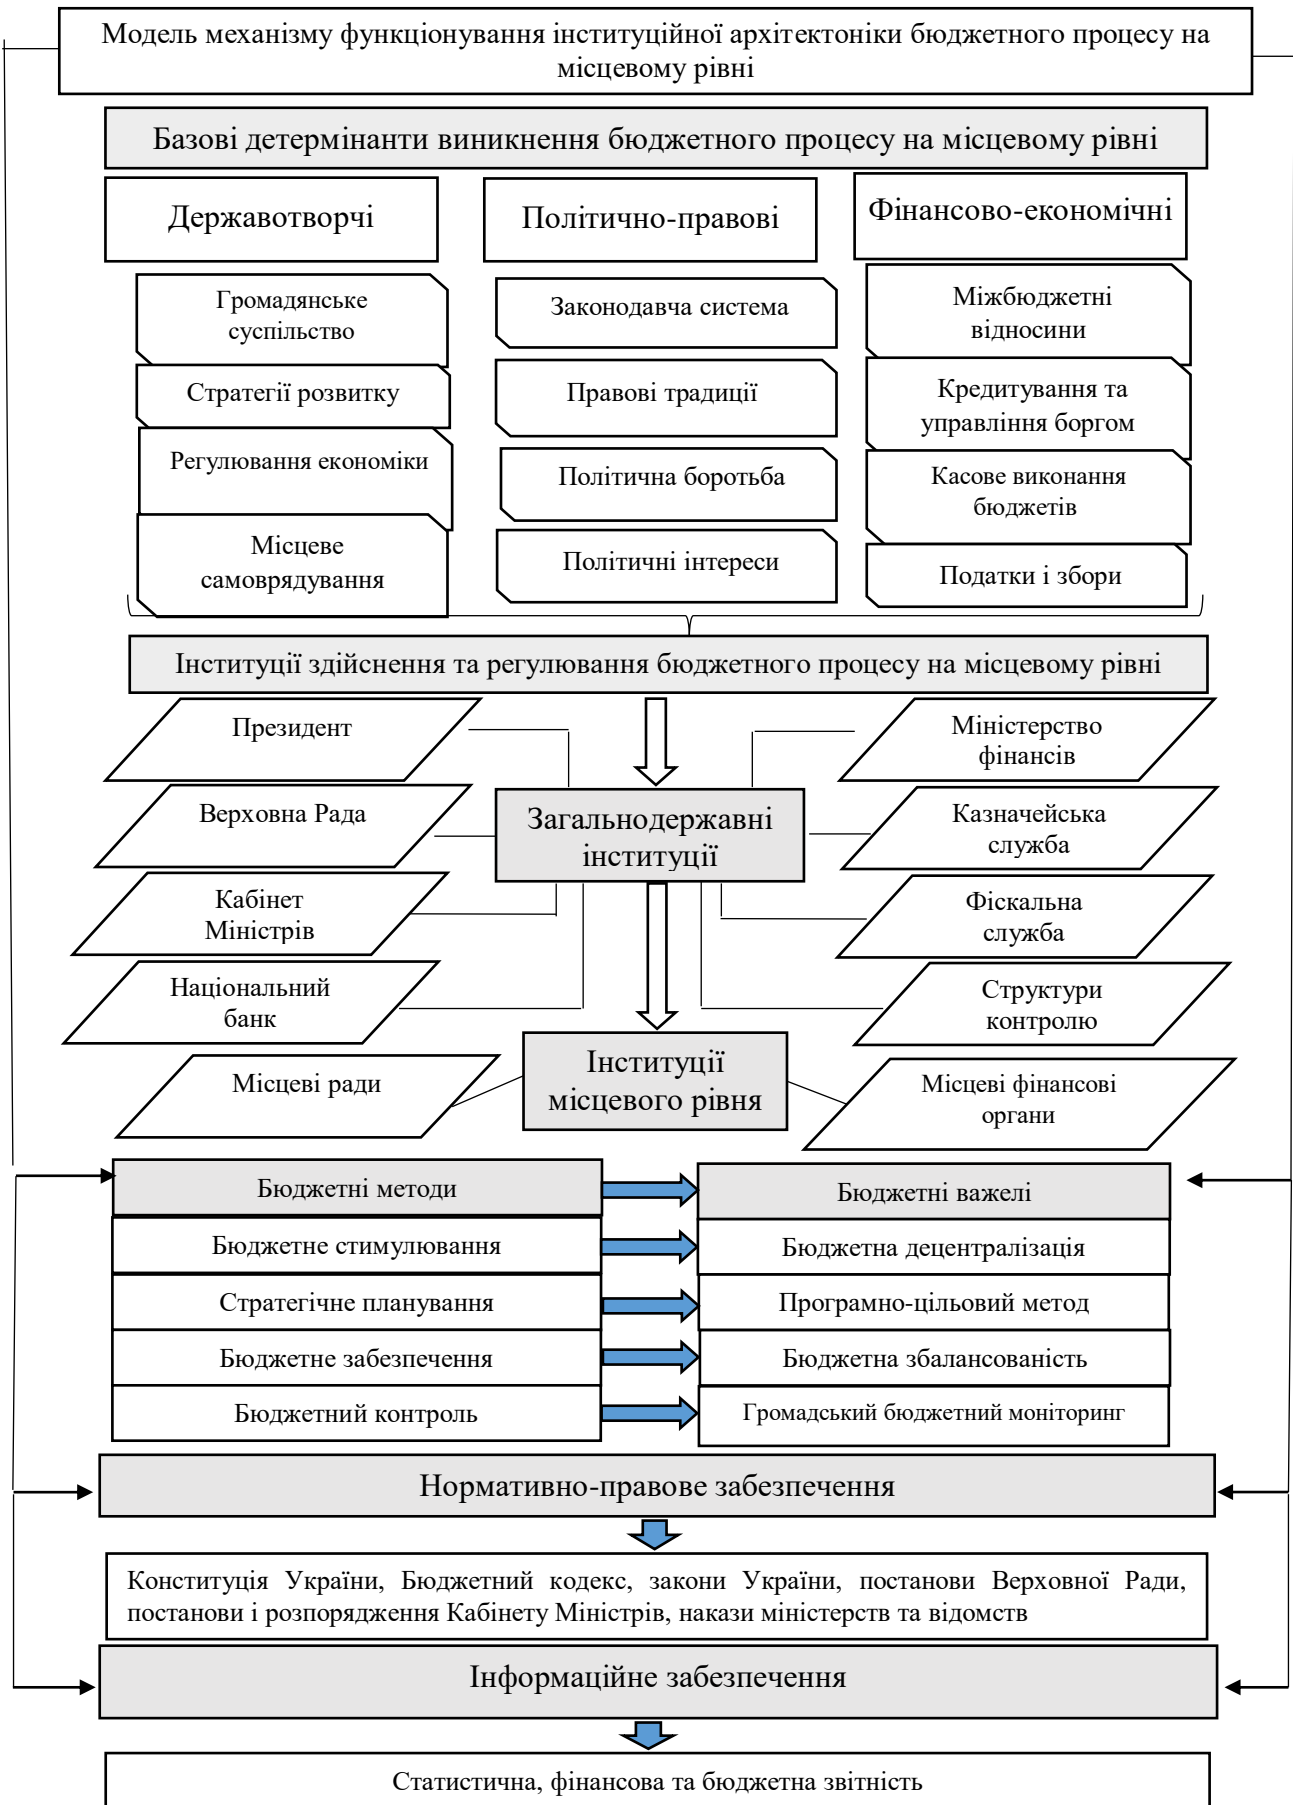 Модель механізму функціонування інституційної архітектоніки бюджетного процесу на
місцевому рівні
Базові детермінанти виникнення бюджетного процесу на місцевому рівні
Державотворчі
Політично-правові
Фінансово-економічні
Громадянське
суспільство
Законодавча система
Міжбюджетні
відносини
Стратегії розвитку
Правові традиції
Кредитування та
управління боргом
Регулювання економіки
Політична боротьба
Касове виконання
бюджетів
Місцеве
самоврядування
Політичні інтереси
Податки і збори
Інституції здійснення та регулювання бюджетного процесу на місцевому рівні
Президент
Міністерство
фінансів
Верховна Рада
Загальнодержавні
інституції
Казначейська
служба
Кабінет
Міністрів
Фіскальна
служба
Національний
банк
Структури
контролю
Місцеві ради
Інституції
місцевого рівня
Місцеві фінансові
органи
Бюджетні методи
Бюджетні важелі
Бюджетне стимулювання
Бюджетна децентралізація
Стратегічне планування
Програмно-цільовий метод
Бюджетне забезпечення
Бюджетна збалансованість
Бюджетний контроль
Громадський бюджетний моніторинг
Нормативно-правове забезпечення
Конституція України, Бюджетний кодекс, закони України, постанови Верховної Ради,
постанови і розпорядження Кабінету Міністрів, накази міністерств та відомств
Інформаційне забезпечення
Статистична, фінансова та бюджетна звітність